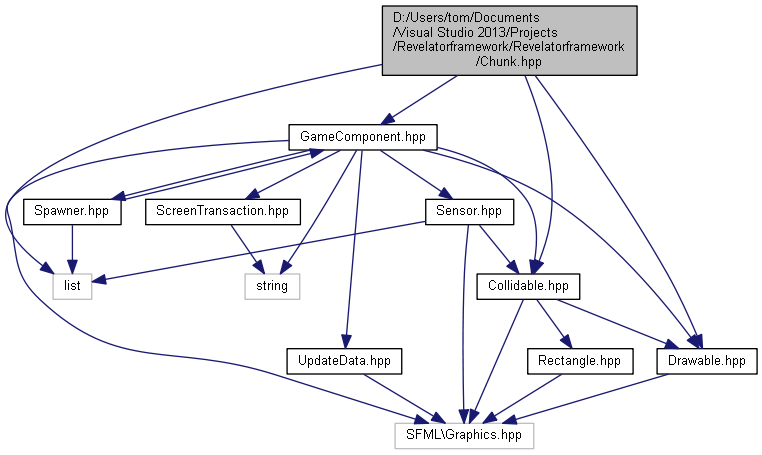 D:/Users/tom/Documents
/Visual Studio 2013/Projects
/Revelatorframework/Revelatorframework
/Chunk.hpp
GameComponent.hpp
Spawner.hpp
ScreenTransaction.hpp
Sensor.hpp
list
string
Collidable.hpp
UpdateData.hpp
Rectangle.hpp
Drawable.hpp
SFML\Graphics.hpp